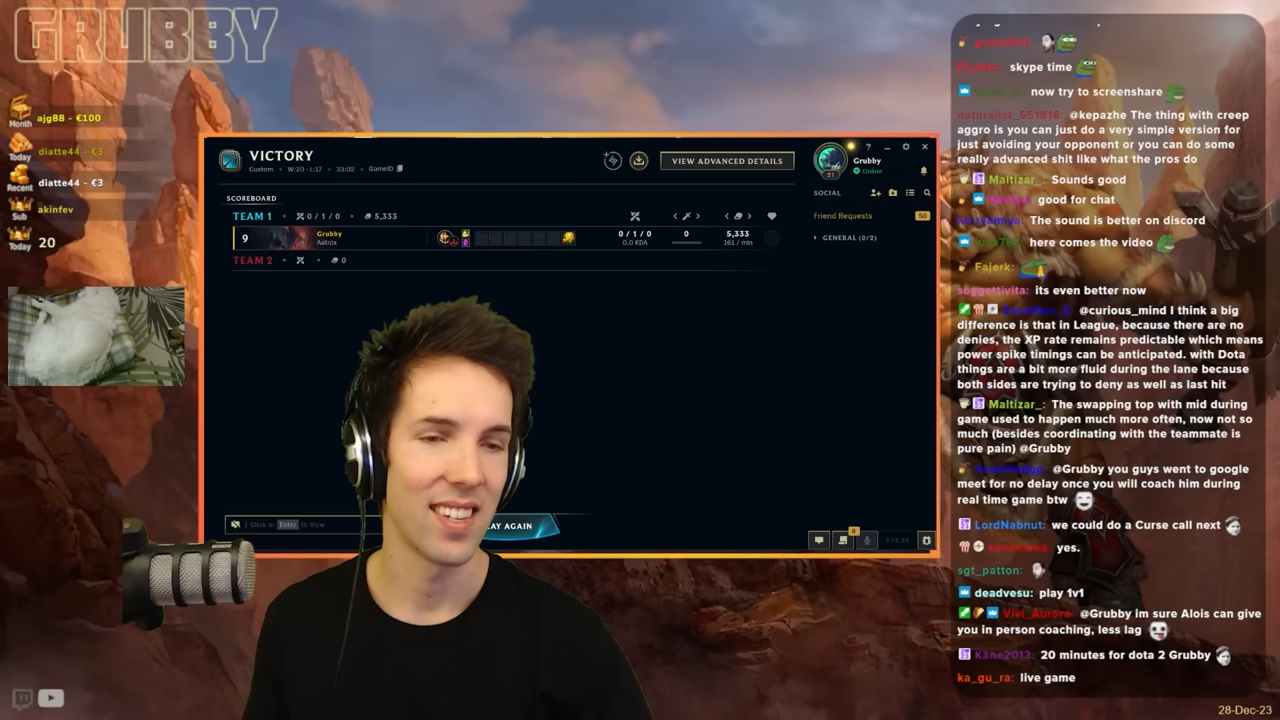 GRUBBY
Month
ajg88 - €100
Today
diatte44 - €3
Recent
diatte44 - €3
Sub
akinfev
Today
20
VICTORY
Custom • W:20 - L:17 • 33:02 • GameID
VIEW ADVANCED DETAILS
Grubby
Online
31
SCOREBOARD
TEAM 1 • 0 / 1 / 0 • 5,333
9
Grubby
Aatrox
0 / 1 / 0
0.0 KDA
0
5,333
161 / min
TEAM 2 • • 0
SOCIAL
Friend Requests
50
GENERAL (0/2)
Click or Enter to View
AY AGAIN
V13.24
skype time
now try to screenshare
naturalist_551818: @kepazhe The thing with creep
aggro is you can just do a very simple version for
just avoiding your opponent or you can do some
really advanced shit like what the pros do
Maltizar_: Sounds good
good for chat
The sound is better on discord
here comes the video
Fajerk:
soggettivita: its even better now
@curious_mind I think a big
difference is that in League, because there are no
denies, the XP rate remains predictable which means
power spike timings can be anticipated. with Dota
things are a bit more fluid during the lane because
both sides are trying to deny as well as last hit
Maltizar_: The swapping top with mid during
game used to happen much more often, now not so
much (besides coordinating with the teammate is
pure pain) @Grubby
@Grubby you guys went to google
meet for no delay once you will coach him during
real time game btw
LordNabnut: we could do a Curse call next
yes.
sgt_patton:
deadvesu: play 1v1
Vivi_Aurora: @Grubby im sure Alois can give
you in person coaching, less lag
Kane2013: 20 minutes for dota 2 Grubby
ka_gu_ra: live game
28-Dec-23